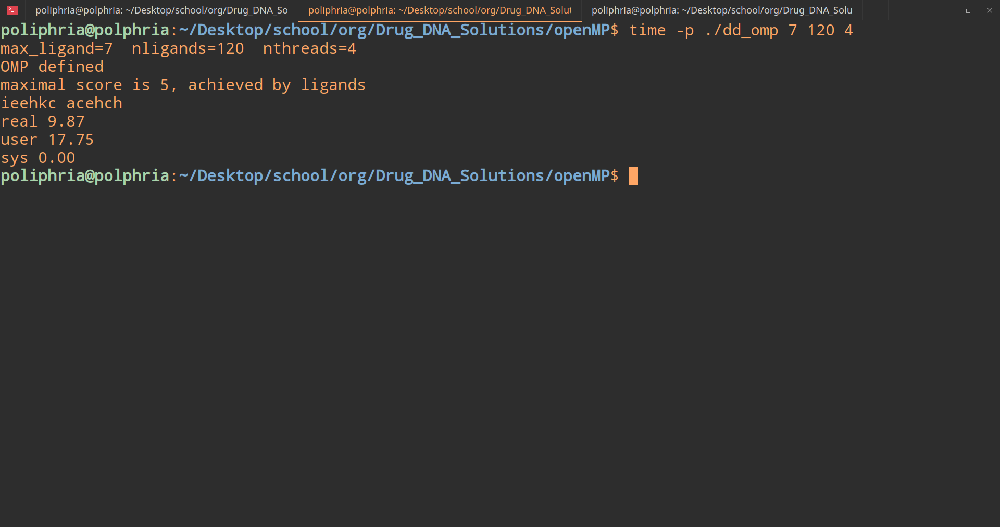 poliphria@polphria: ~/Desktop/school/org/Drug_DNA_So
poliphria@polphria: ~/Desktop/school/org/Drug_DNA_Solut
poliphria@polphria: ~/Desktop/school/org/Drug_DNA_Solu
poliphria@polphria:~/Desktop/school/org/Drug_DNA_Solutions/openMP$ time -p ./dd_omp 7 120 4
max_ligand=7  nligands=120  nthreads=4
OMP defined
maximal score is 5, achieved by ligands
ieehkc acehch
real 9.87
user 17.75
sys 0.00
poliphria@polphria:~/Desktop/school/org/Drug_DNA_Solutions/openMP$